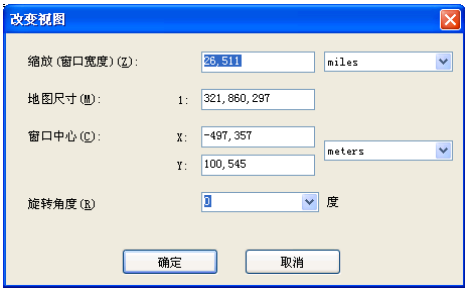 改变视图
缩放(窗口宽度)(Z): 26,511 miles
地图尺寸(M): 1: 321,860,297
窗口中心(C): X: -497,357
meters
Y: 100,545
旋转角度(R) 0 度
确定 取消